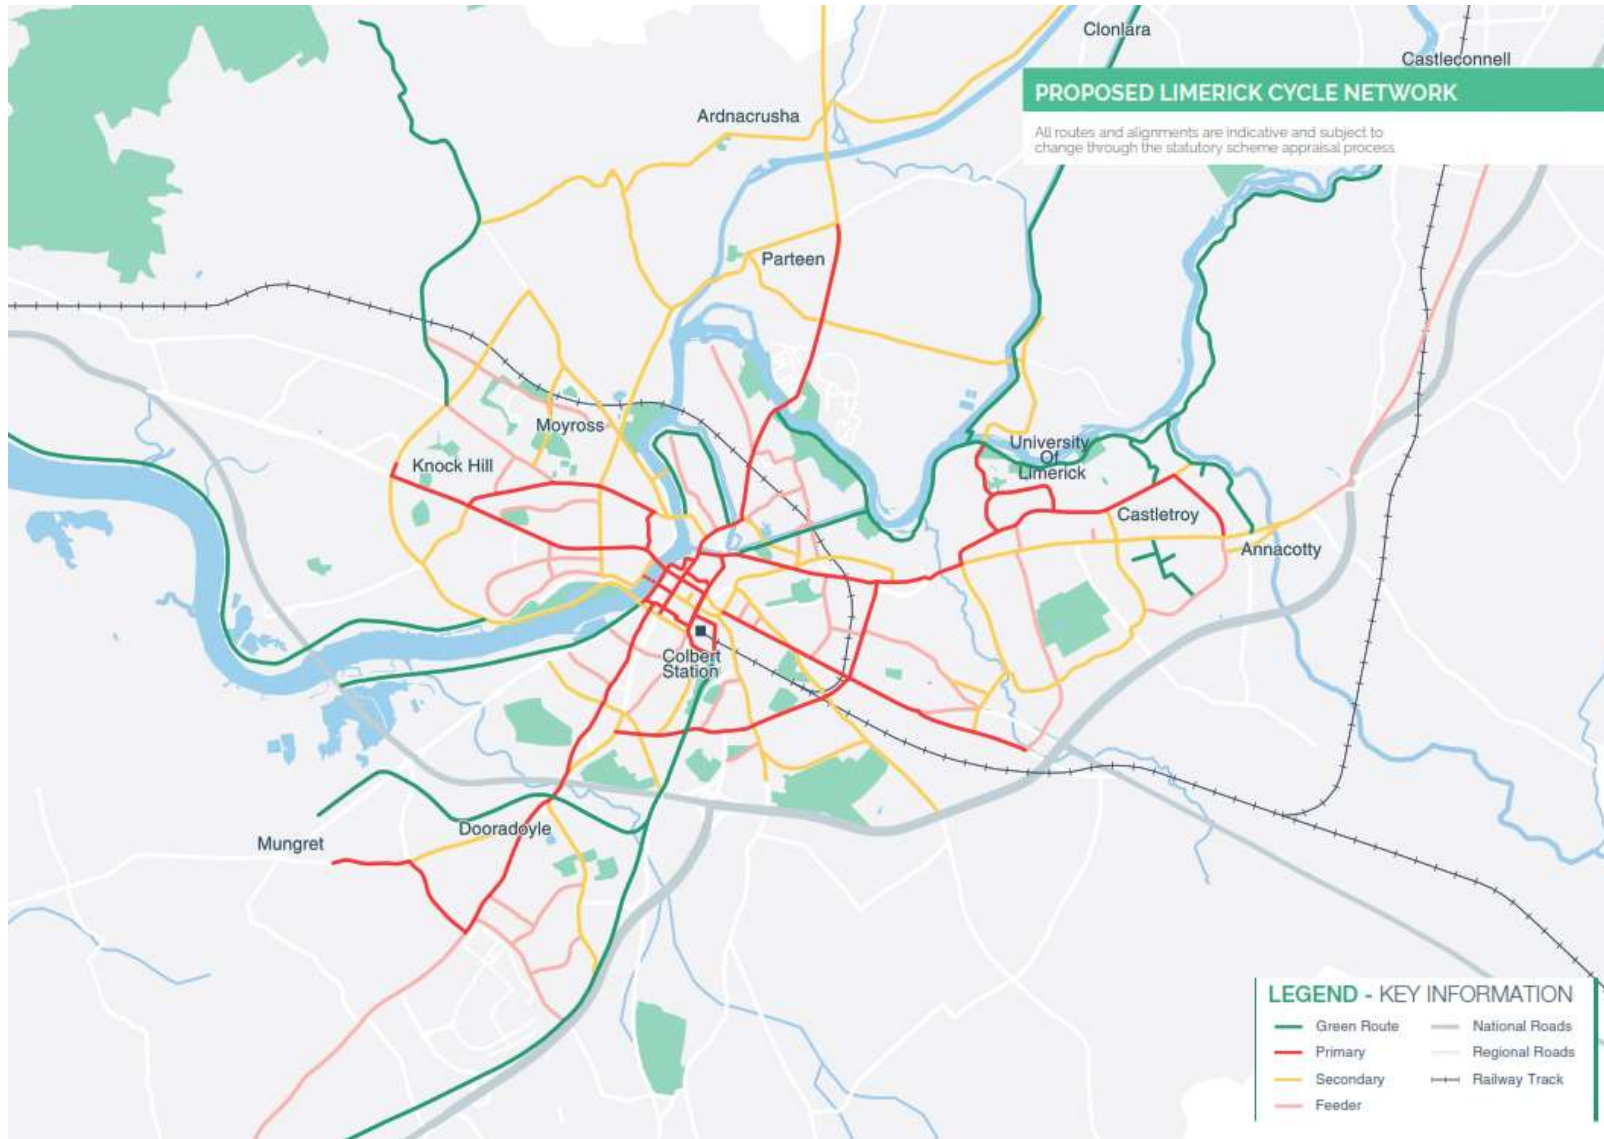 Clonlara
Castleconnell
PROPOSED LIMERICK CYCLE NETWORK
All routes and alignments are indicative and subject to
change through the statutory scheme appraisal process.
Ardnacrusha
Parteen
Moyross
Knock Hill
University
Of
Limerick
Castletroy
Annacotty
Colbert
Station
Dooradoyle
Mungret
LEGEND - KEY INFORMATION
Green Route
Primary
Secondary
Feeder
National Roads
Regional Roads
Railway Track